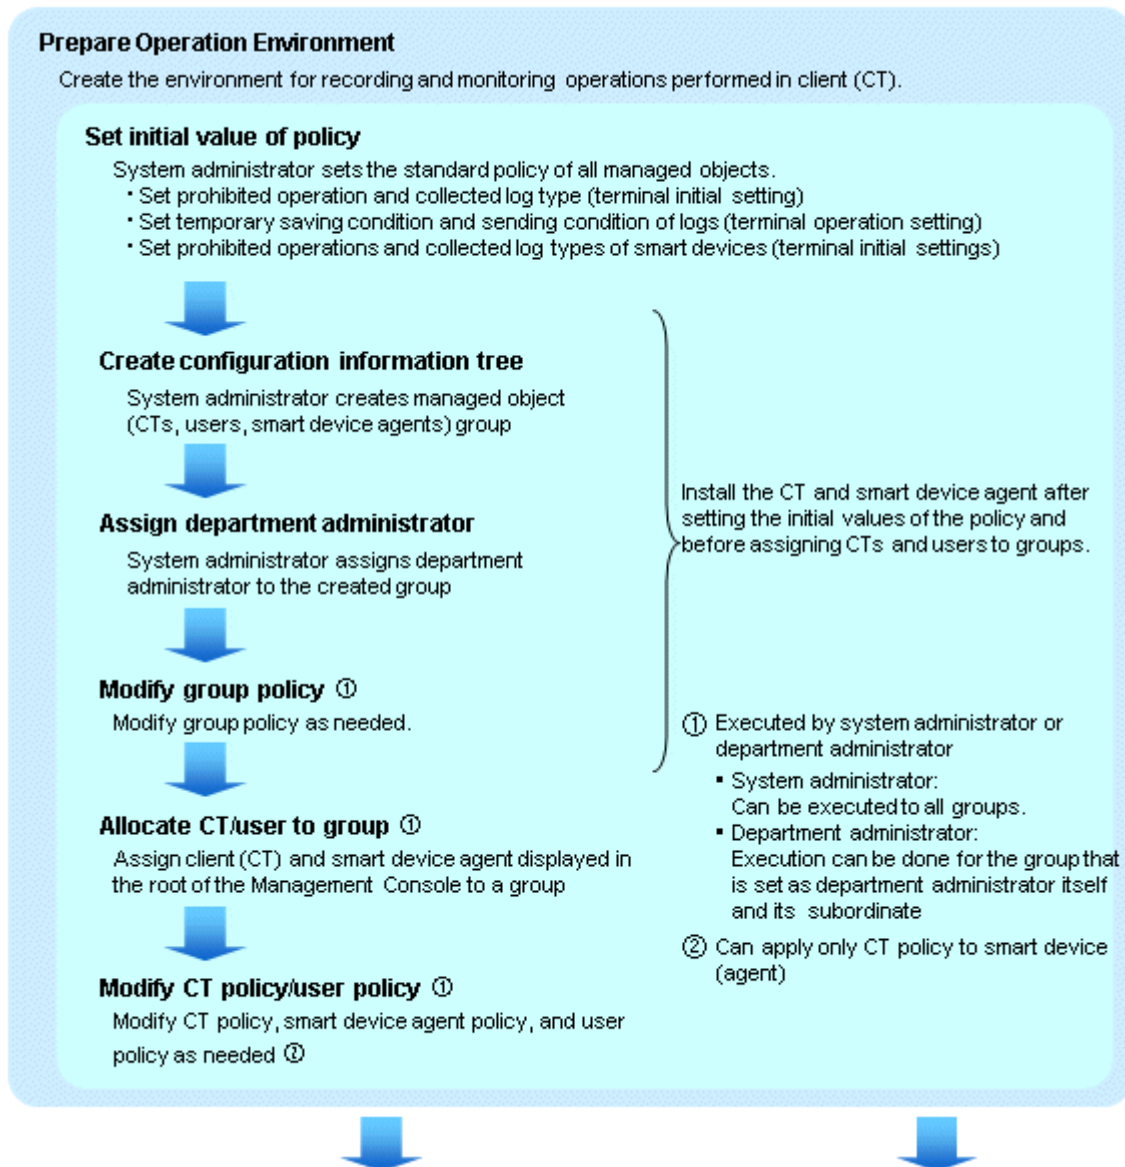 Prepare Operation Environment
Create the environment for recording and monitoring operations performed in client (CT).
Set initial value of policy
System administrator sets the standard policy of all managed objects.
・Set prohibited operation and collected log type (terminal initial setting)
・Set temporary saving condition and sending condition of logs (terminal operation setting)
・Set prohibited operations and collected log types of smart devices (terminal initial settings)
Create configuration information tree
System administrator creates managed object
(CTs, users, smart device agents) group
Assign department administrator
System administrator assigns department
administrator to the created group
Modify group policy ①
Modify group policy as needed.
Allocate CT/user to group ①
Assign client (CT) and smart device agent displayed in
the root of the Management Console to a group
Modify CT policy/user policy ①
Modify CT policy, smart device agent policy, and user
policy as needed ②
Install the CT and smart device agent after
setting the initial values of the policy and
before assigning CTs and users to groups.
① Executed by system administrator or
department administrator
▪ System administrator:
Can be executed to all groups.
▪ Department administrator:
Execution can be done for the group that
is set as department administrator itself
and its subordinate
② Can apply only CT policy to smart device
(agent)